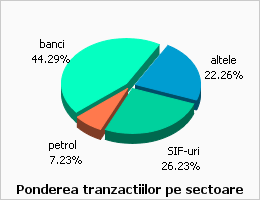 banci
44.29%
altele
22.26%
petrol
7.23%
SIF-uri
26.23%
Ponderea tranzactiilor pe sectoare